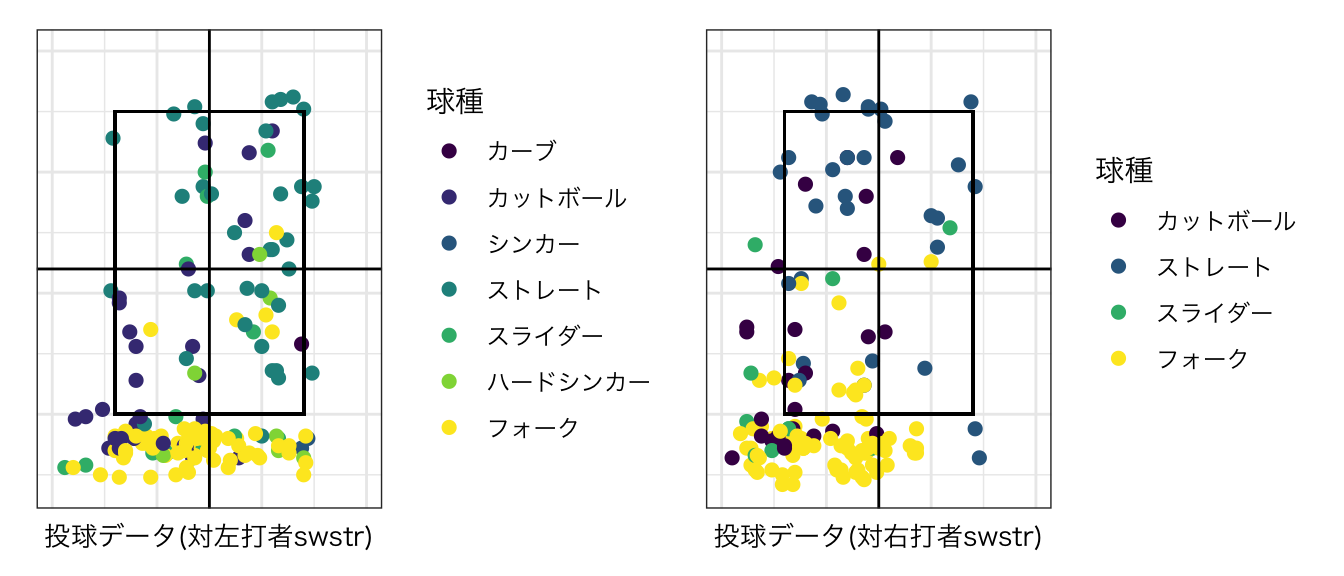 球種
カーブ
カットボール
シンカー
ストレート
スライダー
ハードシンカー
フォーク
投球データ(対左打者swstr)
球種
カットボール
ストレート
スライダー
フォーク
投球データ(対右打者swstr)